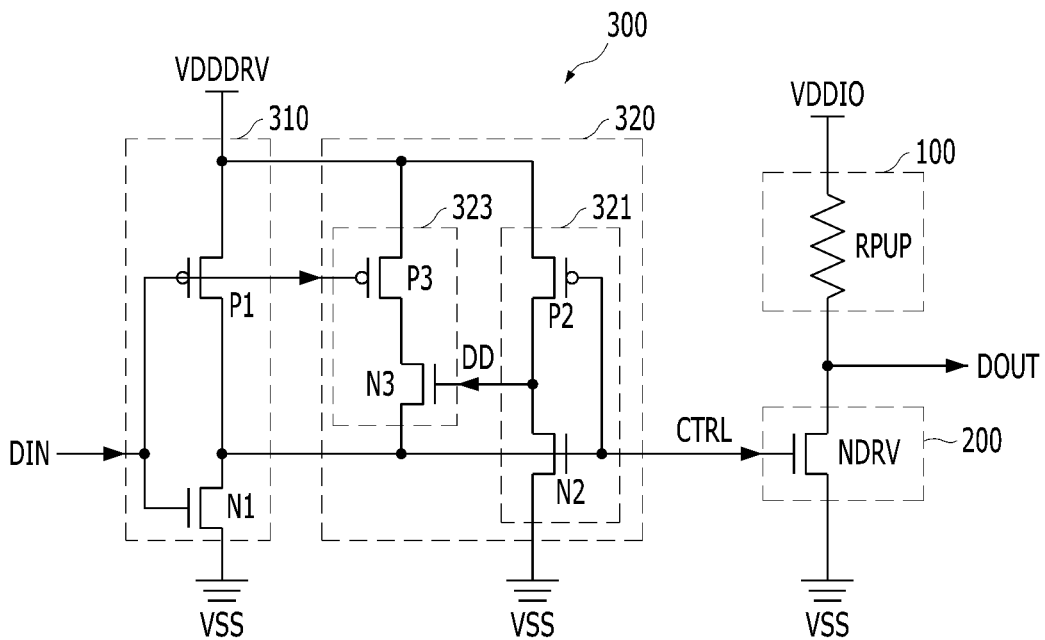 300
VDDDRV
310
320
VDDIO
100
323
321
RPUP
P1
P3
P2
DD
N3
DOUT
CTRL
DIN
200
NDRV
N1
N2
VSS
VSS
VSS